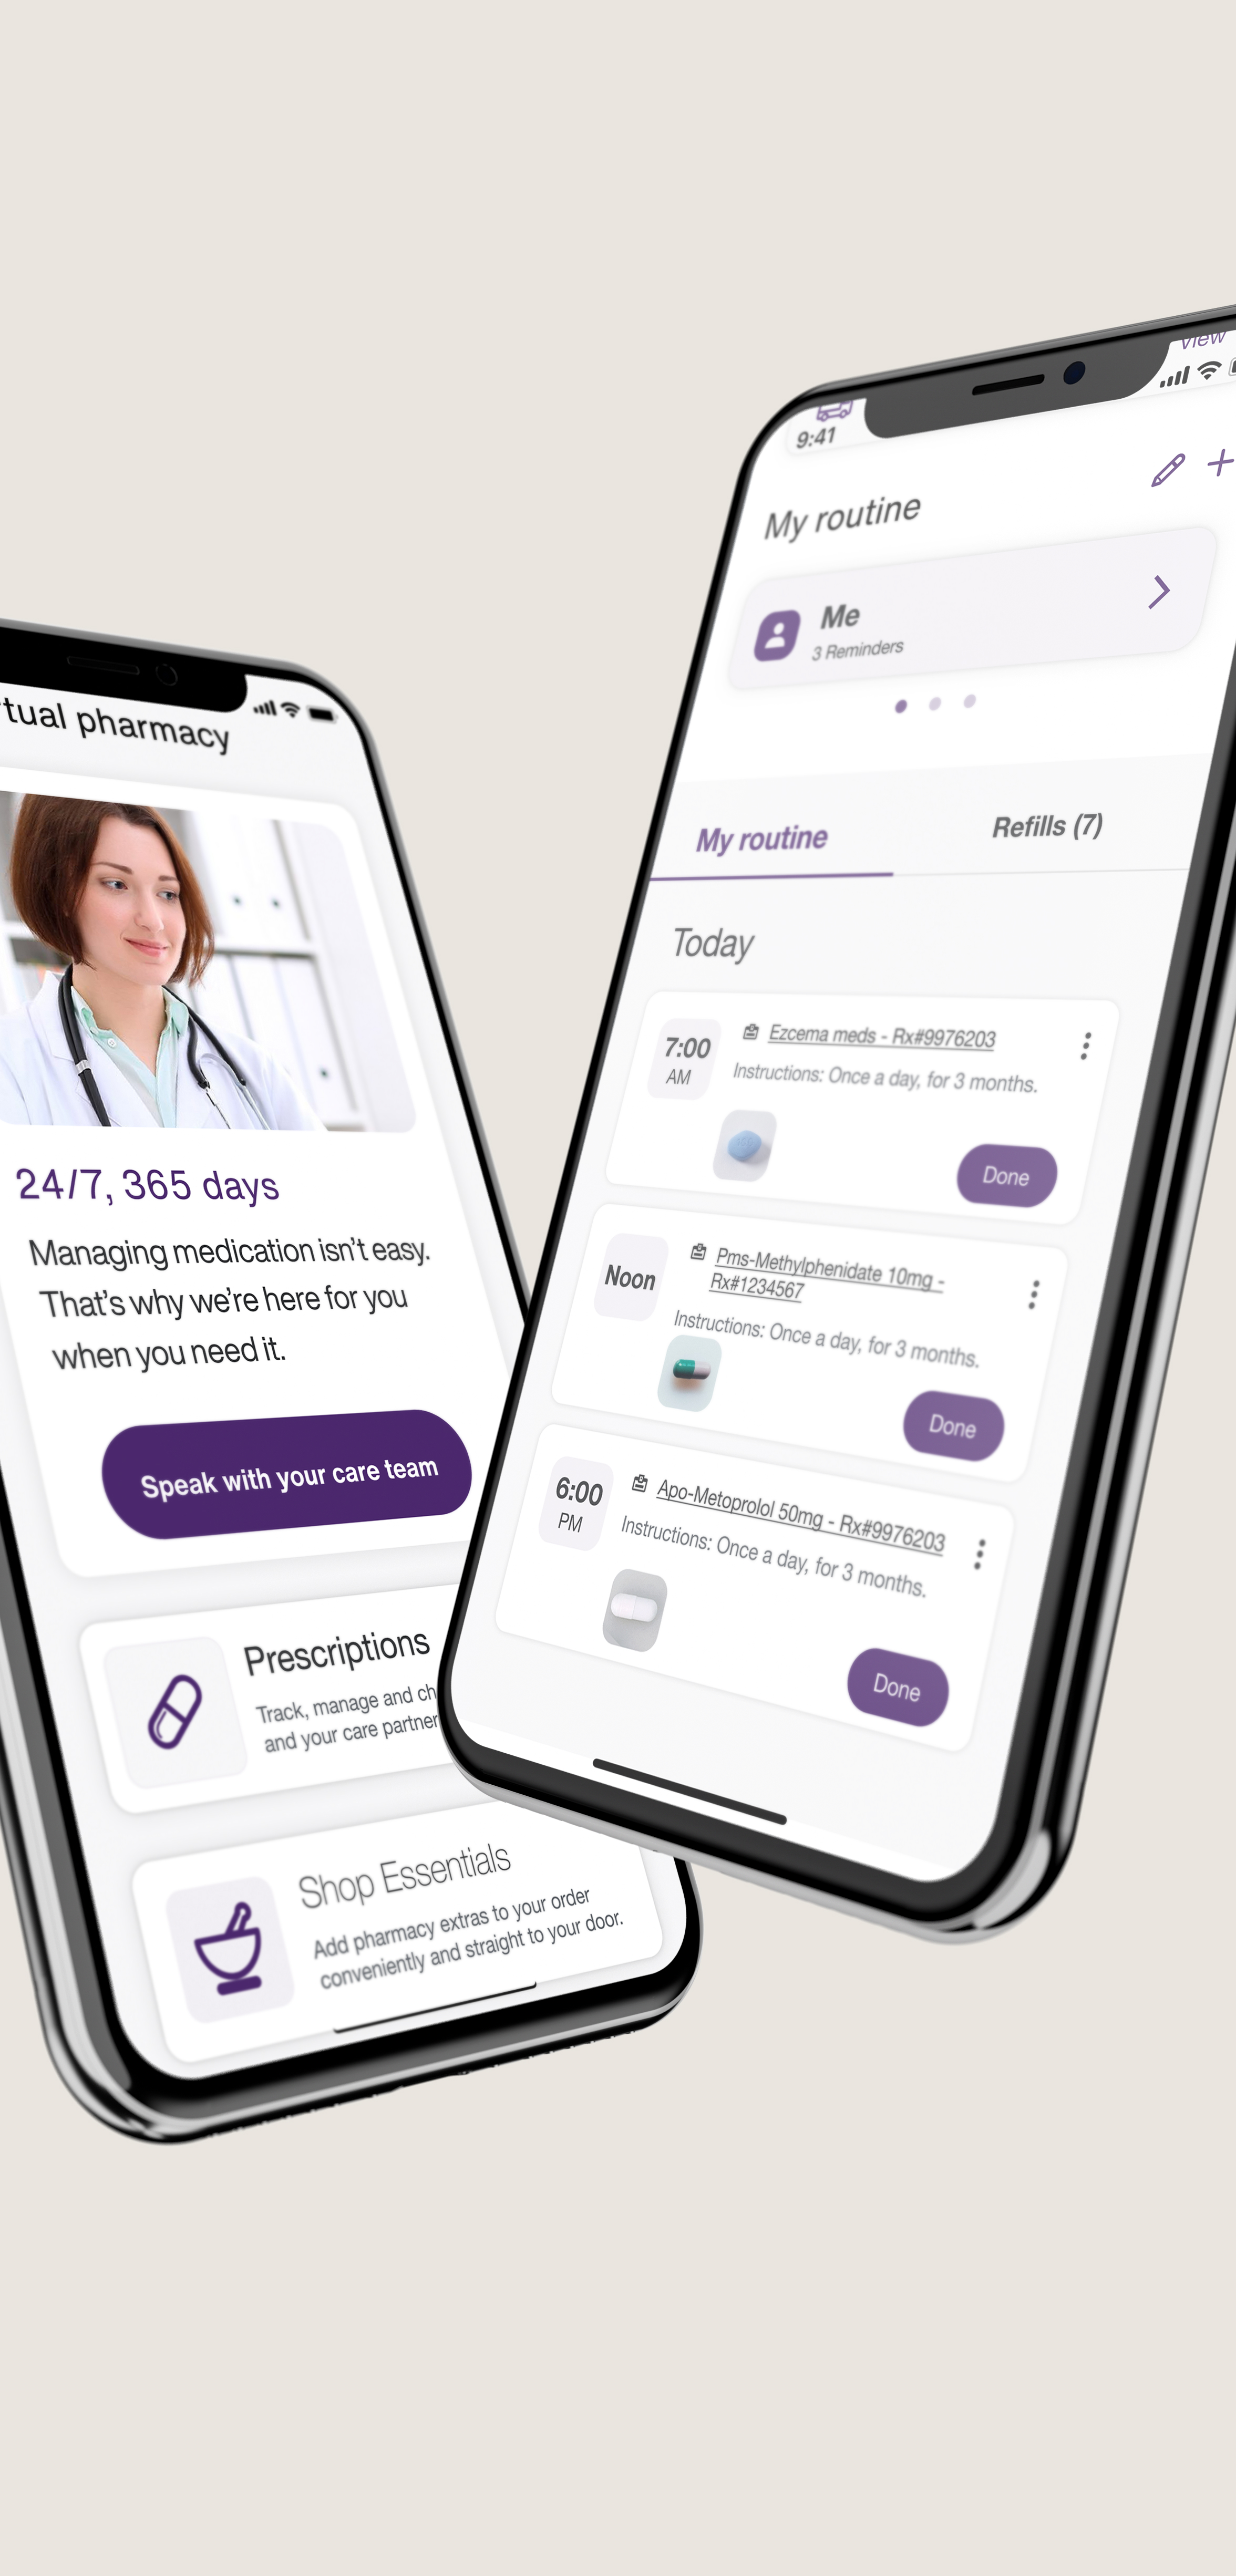 tual pharmacy
24/7, 365 days
Managing medication isn't easy.
That's why we're here for you
when you need it.
Speak with your care team
Prescriptions
Track, manage and ch
and your care partner
Shop Essentials
Add pharmacy extras to your order
conveniently and straight to your door.
view
9:41
My routine
Me
3 Reminders
My routine
Refills (7)
Today
7:00
AM
Ezcema meds - Rx#9976203
Instructions: Once a day, for 3 months.
Done
Noon
Pms-Methylphenidate 10mg -
Rx#1234567
Instructions: Once a day, for 3 months.
Done
6:00
PM
Apo-Metoprolol 50mg - Rx#9976203
Instructions: Once a day, for 3 months.
Done